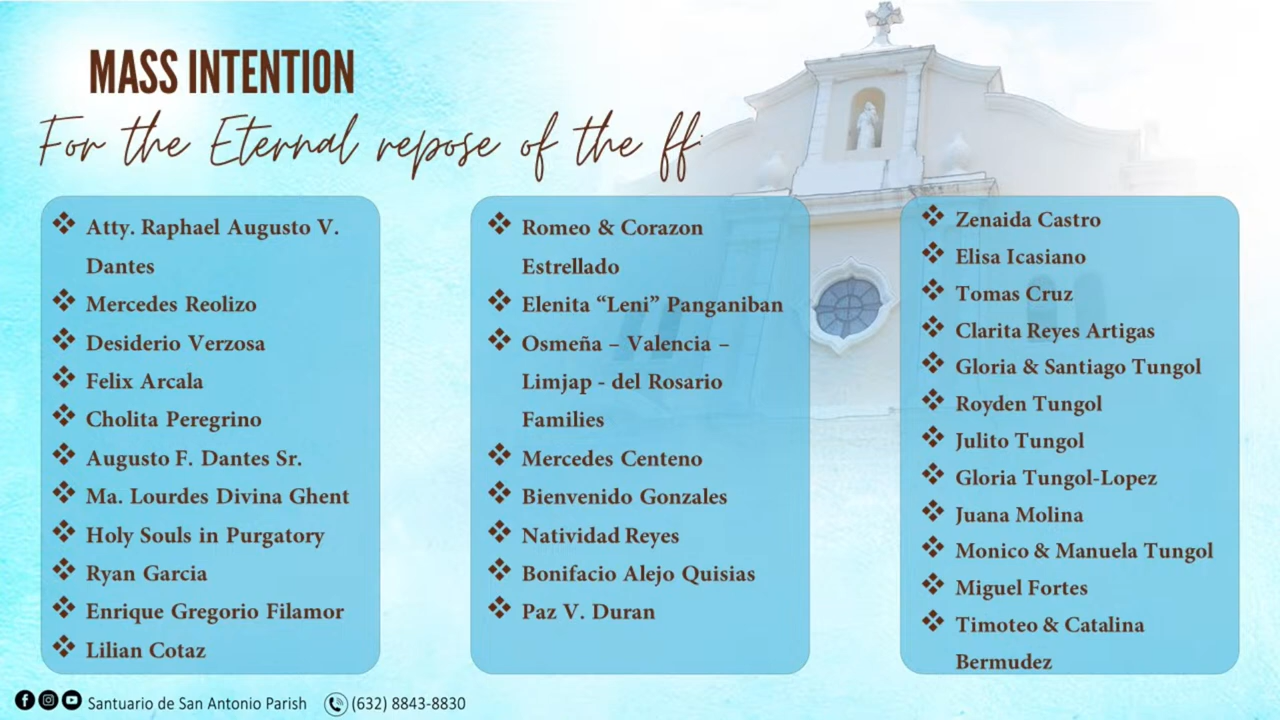 MASS INTENTION
For the Eternal repose of the ff:
❖ Atty. Raphael Augusto V.
Dantes
❖ Mercedes Reolizo
❖ Desiderio Verzosa
❖ Felix Arcala
❖ Cholita Peregrino
❖ Augusto F. Dantes Sr.
❖ Ma. Lourdes Divina Ghent
❖ Holy Souls in Purgatory
❖ Ryan Garcia
❖ Enrique Gregorio Filamor
❖ Lilian Cotaz
❖ Romeo & Corazon
Estrellado
❖ Elenita “Leni” Panganiban
❖ Osmeña – Valencia –
Limjap - del Rosario
Families
❖ Mercedes Centeno
❖ Bienvenido Gonzales
❖ Natividad Reyes
❖ Bonifacio Alejo Quisias
❖ Paz V. Duran
❖ Zenaida Castro
❖ Elisa Icasiano
❖ Tomas Cruz
❖ Clarita Reyes Artigas
❖ Gloria & Santiago Tungol
❖ Royden Tungol
❖ Julito Tungol
❖ Gloria Tungol-Lopez
❖ Juana Molina
❖ Monico & Manuela Tungol
❖ Miguel Fortes
❖ Timoteo & Catalina
Bermudez
Santuario de San Antonio Parish (632) 8843-8830